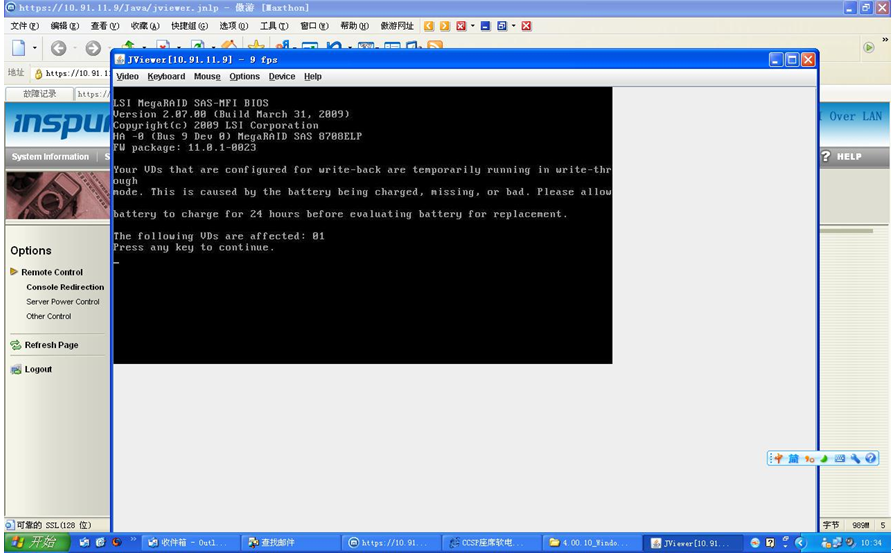 https://10.91.11.9/Java/jviewer.jnlp - 傲游 [Maxthon]
文件(F) 编辑(E) 查看(V) 收藏(A) 快捷组(G) 选项(O) 工具(T) 窗口(W) 帮助(H) 傲游网址
地址 https://10.91.1
故障记录 https:/
JViewer[10.91.11.9] - 9 fps
Video Keyboard Mouse Options Device Help
LSI MegaRAID SAS-MFI BIOS
Version 2.07.00 (Build March 31, 2009)
Copyright(c) 2009 LSI Corporation
HA -0 (Bus 9 Dev 0) MegaRAID SAS 8708ELP
FW package: 11.0.1-0023
Your VDs that are configured for write-back are temporarily running in write-thr
ough
mode. This is caused by the battery being charged, missing, or bad. Please allow
battery to charge for 24 hours before evaluating battery for replacement.
The following VDs are affected: 01
Press any key to continue.
_
inspu
Over LAN
System Information S
HELP
Options
Remote Control
Console Redirection
Server Power Control
Other Control
Refresh Page
Logout
中 简
可靠的 SSL(128 位)
字节 989M 5
开始 收件箱 - Outl... 查找邮件 https://10.91.... CCSP座席软电... 4.00.10_Windo... JViewer[10.91... 10:34